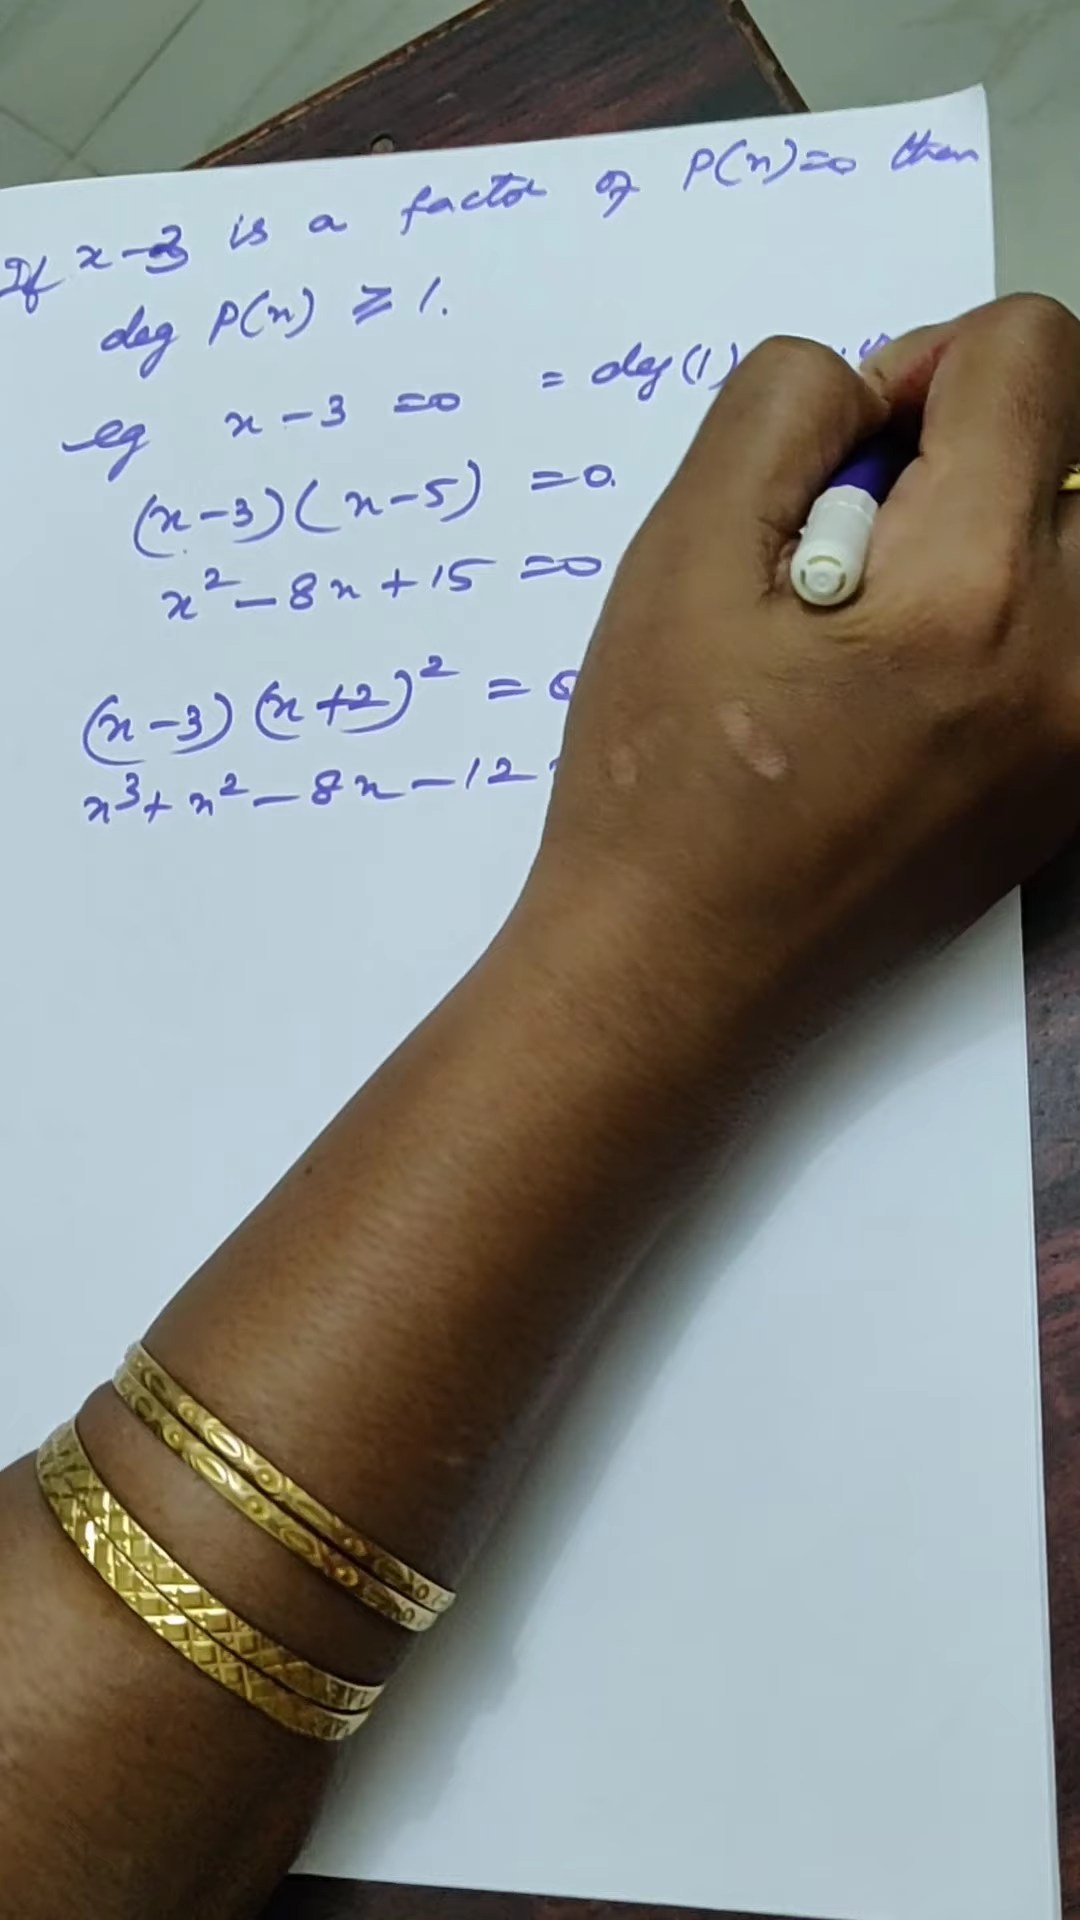 If x-3 is a factor of P(x)=0 then
deg P(x) ≥ 1.
eg x-3 =0 = deg(1)
(x-3)(x-5) =0.
x²-8x+15 =0
(x-3)(x+2)² = 0
x³+x²-8x-12